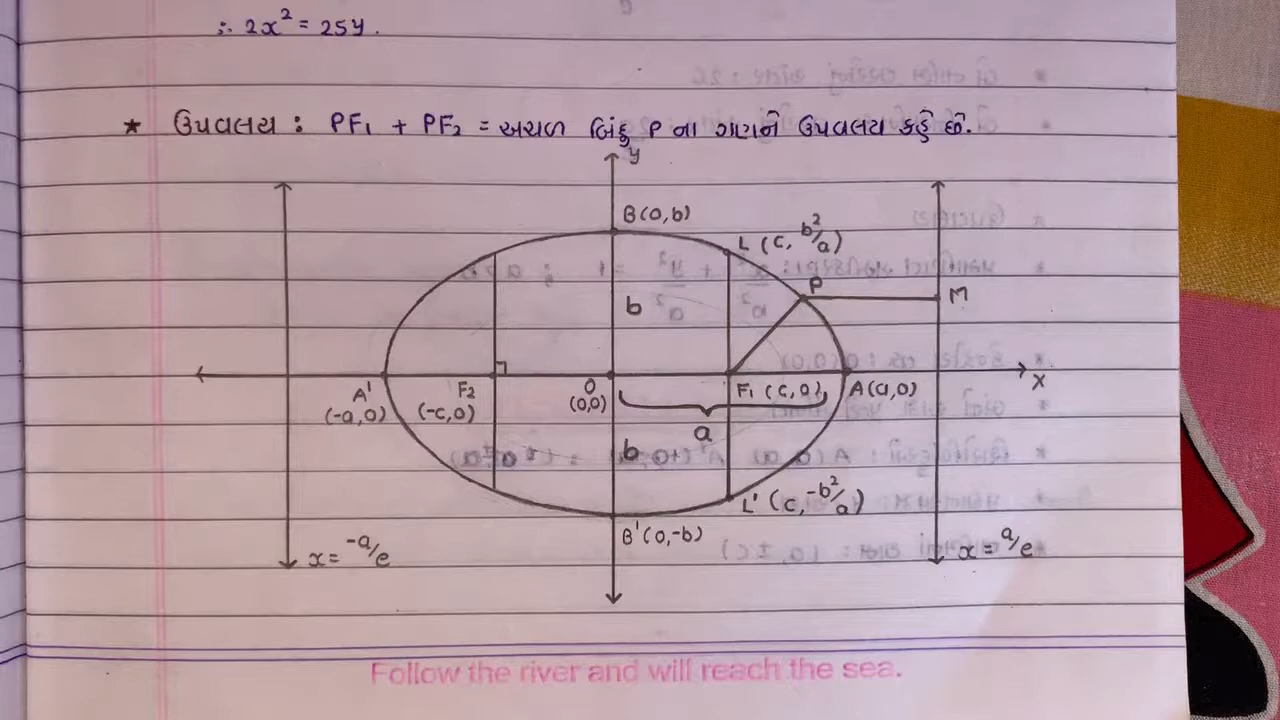 ∴ 2x² = 25y.
* ઉપવલય : PF₁ + PF₂ = અચળ બિંદુ P ના ગણને ઉપવલય કહે છે.
y
B(0,b)
L (c, b²/a)
P
b
M
A'
(-a,0)
F₂
(-c,0)
O
(0,0)
F₁ (c,0)
A(a,0)
X
a
b
L' (c, -b²/a)
B'(0,-b)
x = -a/e
x = a/e
Follow the river and will reach the sea.